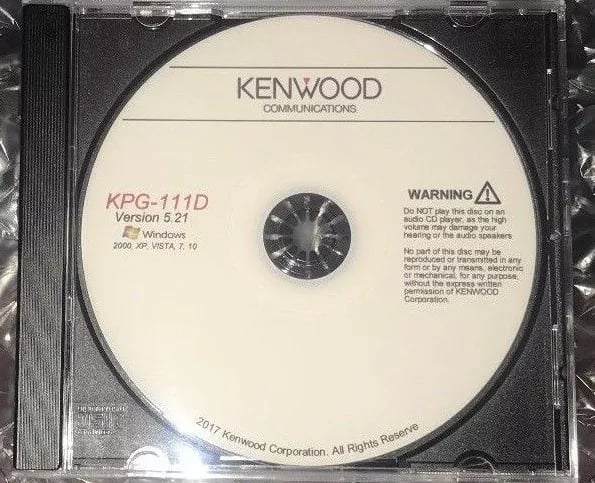 KENWOOD
COMMUNICATIONS
KPG-111D
Version 5.21
Windows
2000, XP, VISTA, 7, 10
WARNING
Do NOT play this disc on an
audio CD player, as the high
volume may damage your
hearing or the audio speakers
No part of this disc may be
reproduced or transmitted in any
form or by any means, electronic
or mechanical, for any purpose,
without the express written
permission of KENWOOD
Corporation.
2017 Kenwood Corporation. All Rights Reserve